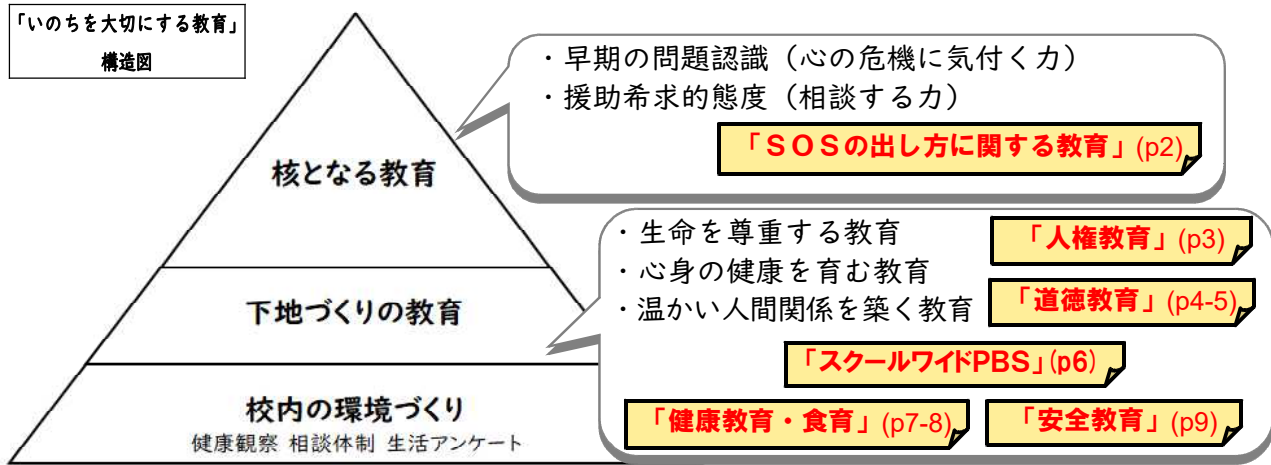 「いのちを大切にする教育」
構造図
・早期の問題認識（心の危機に気付く力）
・援助希求的態度（相談する力）
「ＳＯＳの出し方に関する教育」(p2)
核となる教育
・生命を尊重する教育
「人権教育」(p3)
・心身の健康を育む教育
・温かい人間関係を築く教育
「道徳教育」(p4-5)
下地づくりの教育
「スクールワイドPBS」(p6)
校内の環境づくり
健康観察 相談体制 生活アンケート
「健康教育・食育」(p7-8)
「安全教育」(p9)